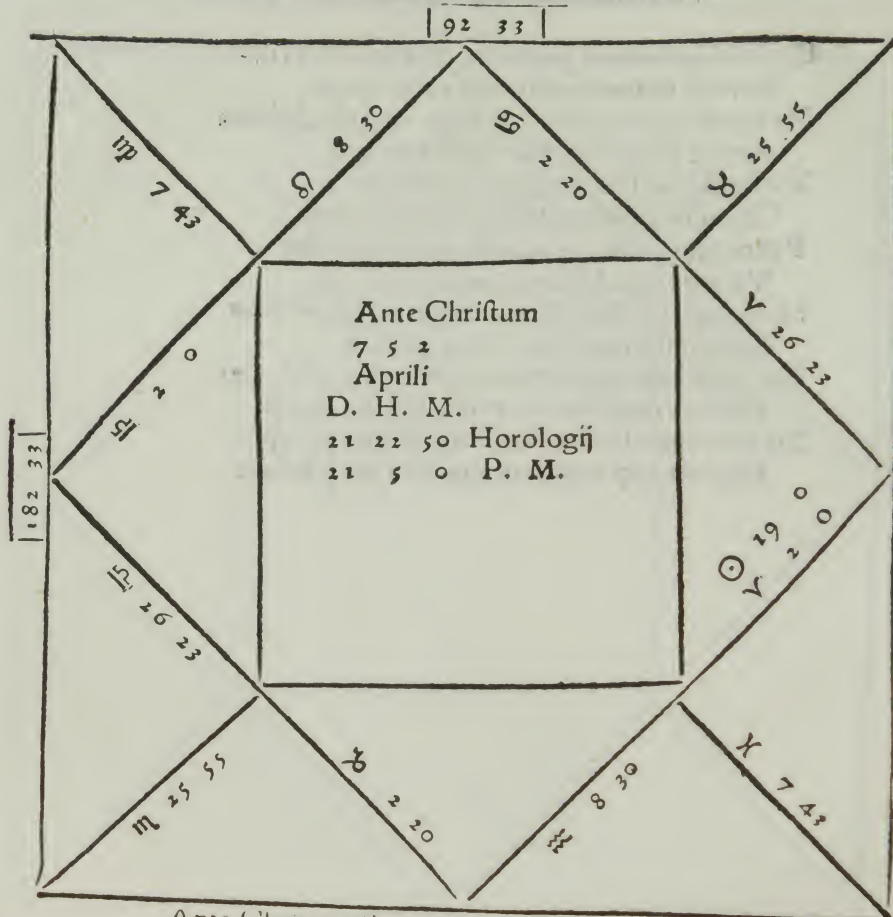 92 33
♍ 7 43
♌ 8 30
♋ 2 20
♉ 25 55
♎ 2 0
♈ 26 23
182 33
Ante Chriſtum
7 5 2
Aprili
D. H. M.
21 22 50 Horologij
21 5 0 P. M.
☉ 19 0
♈ 2 0
♎ 26 23
♏ 25 55
♑ 2 20
♒ 8 30
♓ 7 43